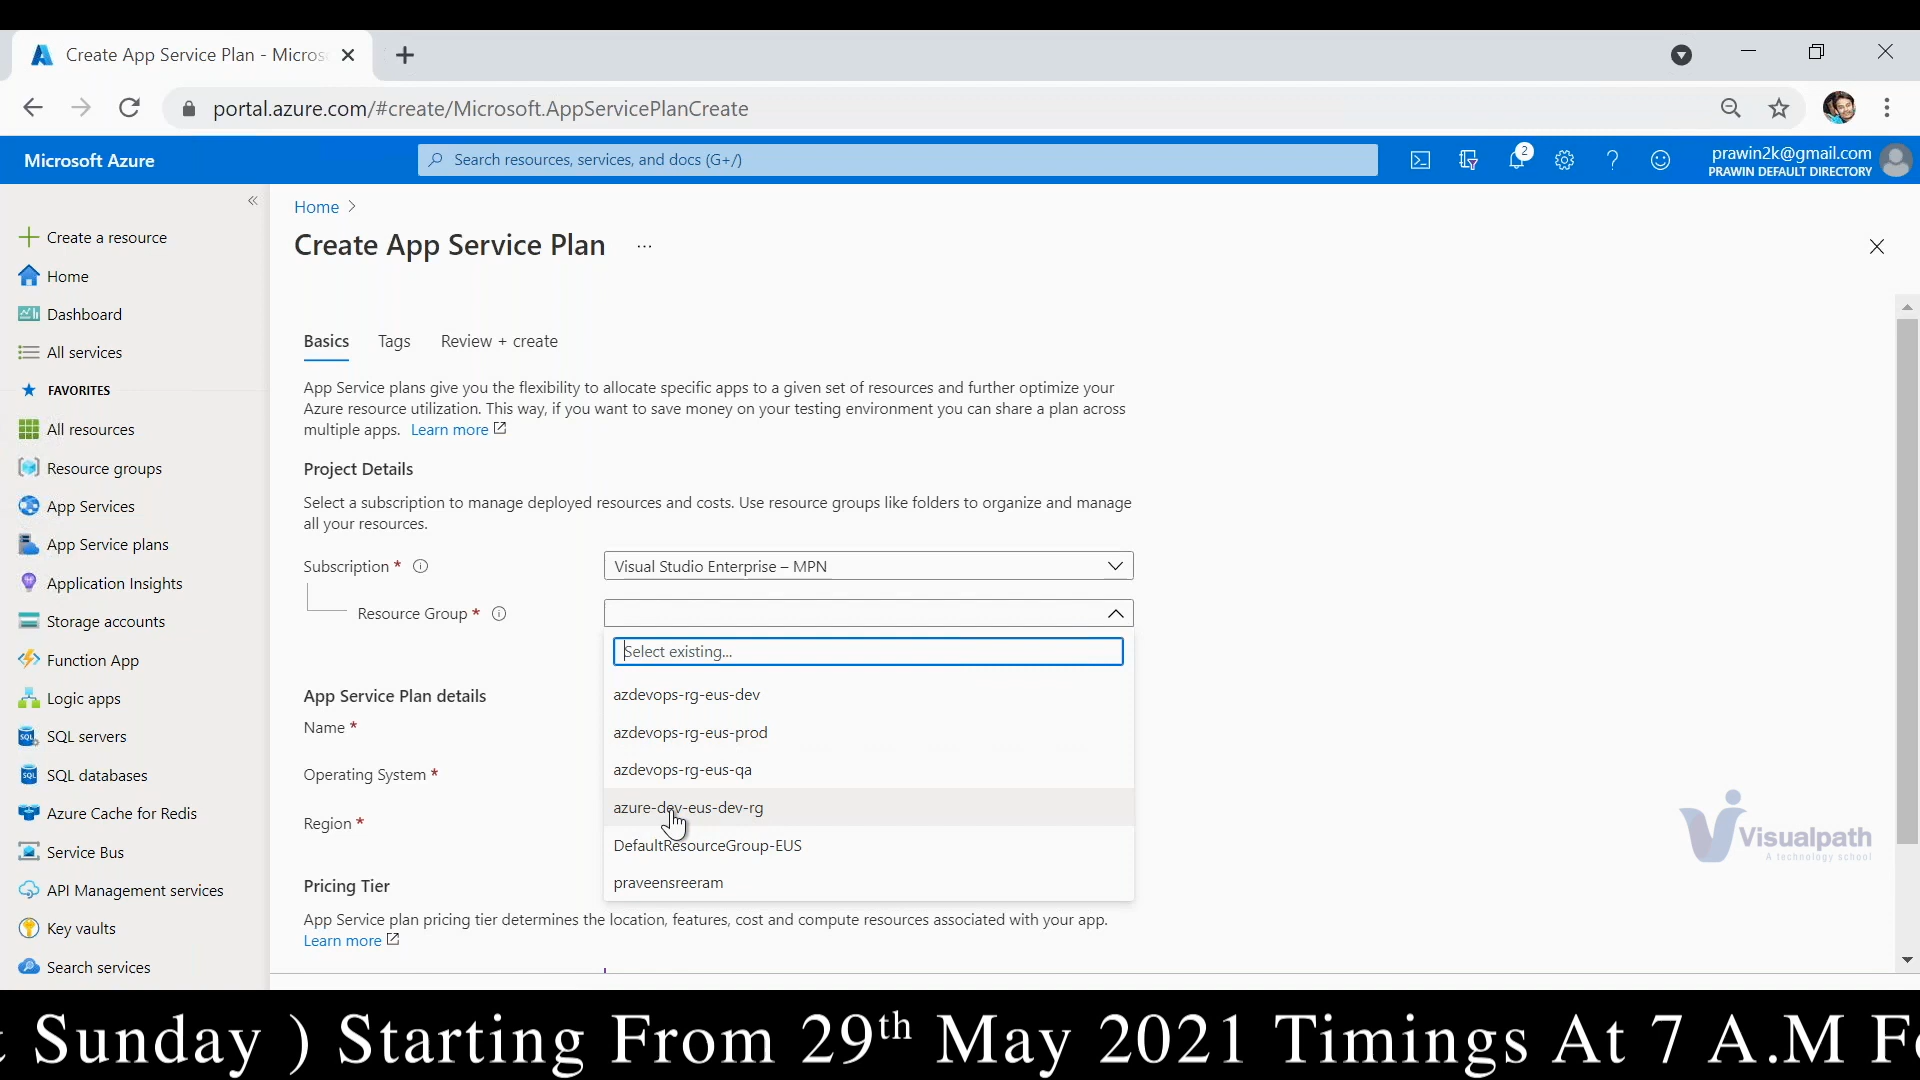 Create App Service Plan - Micros
portal.azure.com/#create/Microsoft.AppServicePlanCreate
Microsoft Azure
Search resources, services, and docs (G+/)
2
prawin2k@gmail.com
PRAWIN DEFAULT DIRECTORY
Create a resource
Home
Dashboard
All services
FAVORITES
All resources
Resource groups
App Services
App Service plans
Application Insights
Storage accounts
Function App
Logic apps
SQL servers
SQL databases
Azure Cache for Redis
Service Bus
API Management services
Key vaults
Search services
Home >
Create App Service Plan ...
Basics Tags Review + create
App Service plans give you the flexibility to allocate specific apps to a given set of resources and further optimize your
Azure resource utilization. This way, if you want to save money on your testing environment you can share a plan across
multiple apps. Learn more
Project Details
Select a subscription to manage deployed resources and costs. Use resource groups like folders to organize and manage
all your resources.
Subscription * Visual Studio Enterprise – MPN
Resource Group *
Select existing...
azdevops-rg-eus-dev
azdevops-rg-eus-prod
azdevops-rg-eus-qa
azure-dev-eus-dev-rg
DefaultResourceGroup-EUS
praveensreeram
App Service Plan details
Name *
Operating System *
Region *
Pricing Tier
App Service plan pricing tier determines the location, features, cost and compute resources associated with your app.
Learn more
Visualpath
A technology school
Sunday ) Starting From 29th May 2021 Timings At 7 A.M